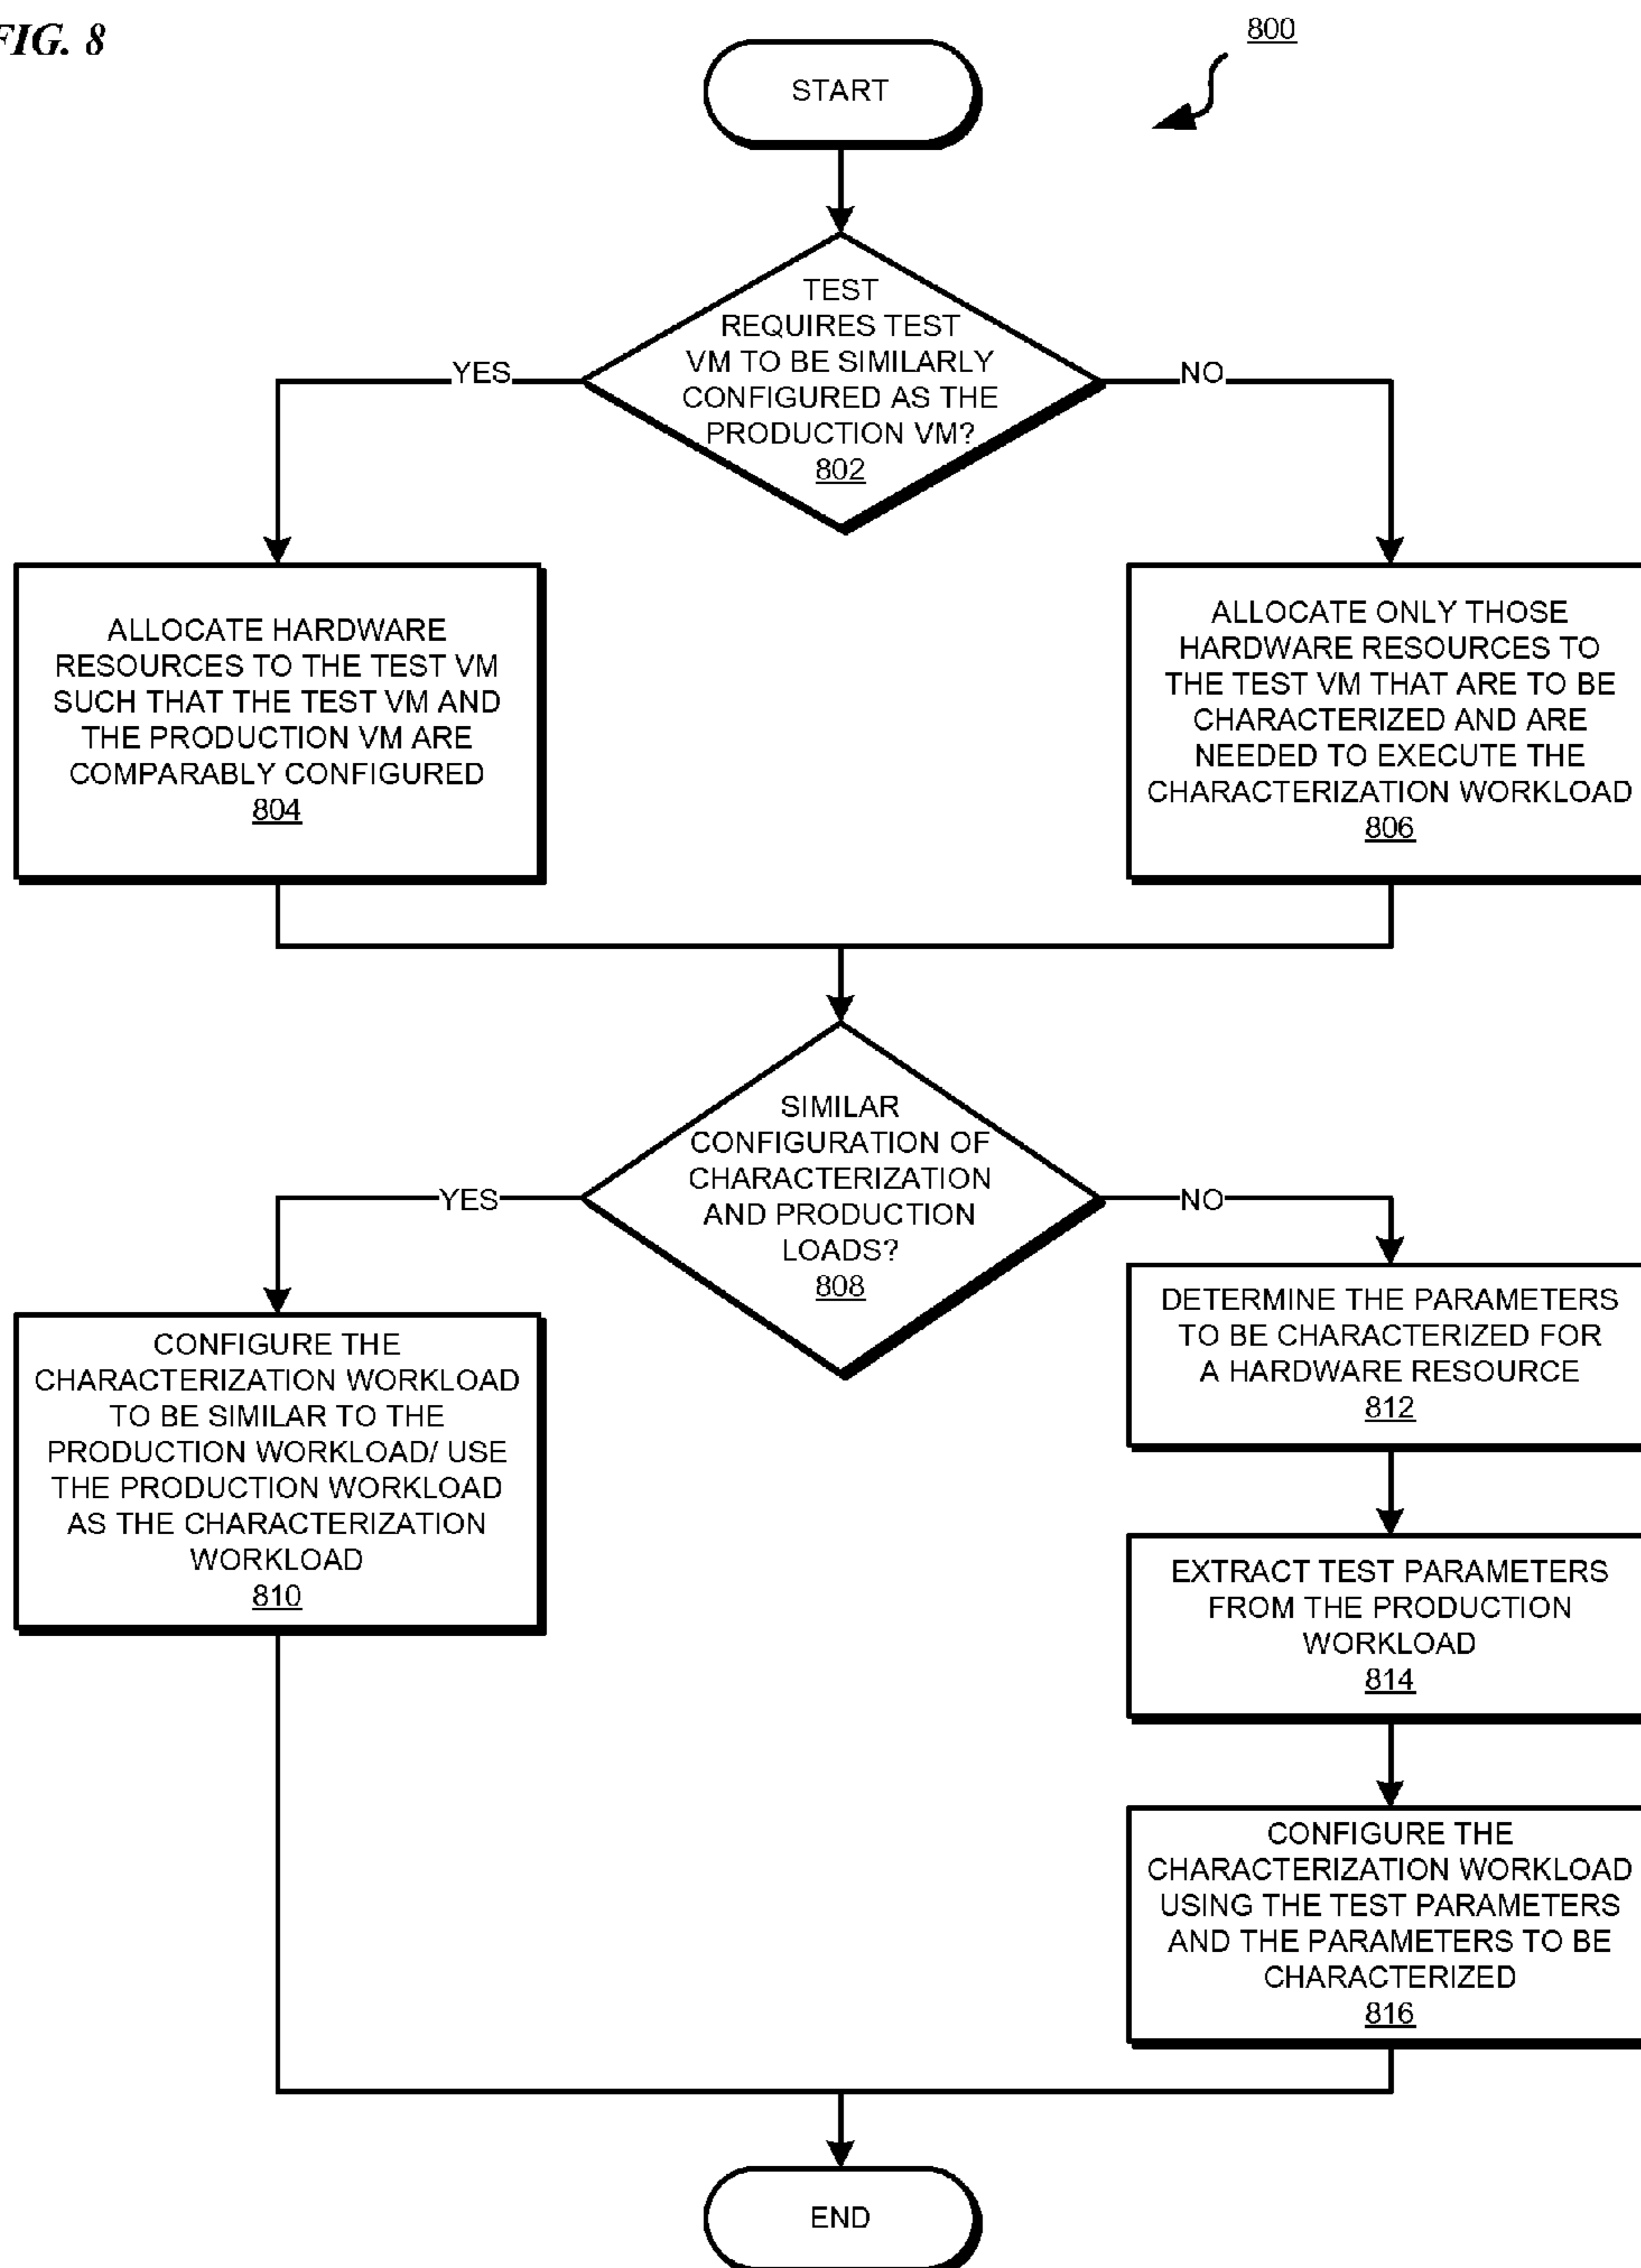 FIG. 8
800
START
TEST
REQUIRES TEST
VM TO BE SIMILARLY
CONFIGURED AS THE
PRODUCTION VM?
802
YES
NO
ALLOCATE HARDWARE
RESOURCES TO THE TEST VM
SUCH THAT THE TEST VM AND
THE PRODUCTION VM ARE
COMPARABLY CONFIGURED
804
ALLOCATE ONLY THOSE
HARDWARE RESOURCES TO
THE TEST VM THAT ARE TO BE
CHARACTERIZED AND ARE
NEEDED TO EXECUTE THE
CHARACTERIZATION WORKLOAD
806
SIMILAR
CONFIGURATION OF
CHARACTERIZATION
AND PRODUCTION
LOADS?
808
YES
NO
CONFIGURE THE
CHARACTERIZATION WORKLOAD
TO BE SIMILAR TO THE
PRODUCTION WORKLOAD/ USE
THE PRODUCTION WORKLOAD
AS THE CHARACTERIZATION
WORKLOAD
810
DETERMINE THE PARAMETERS
TO BE CHARACTERIZED FOR
A HARDWARE RESOURCE
812
EXTRACT TEST PARAMETERS
FROM THE PRODUCTION
WORKLOAD
814
CONFIGURE THE
CHARACTERIZATION WORKLOAD
USING THE TEST PARAMETERS
AND THE PARAMETERS TO BE
CHARACTERIZED
816
END